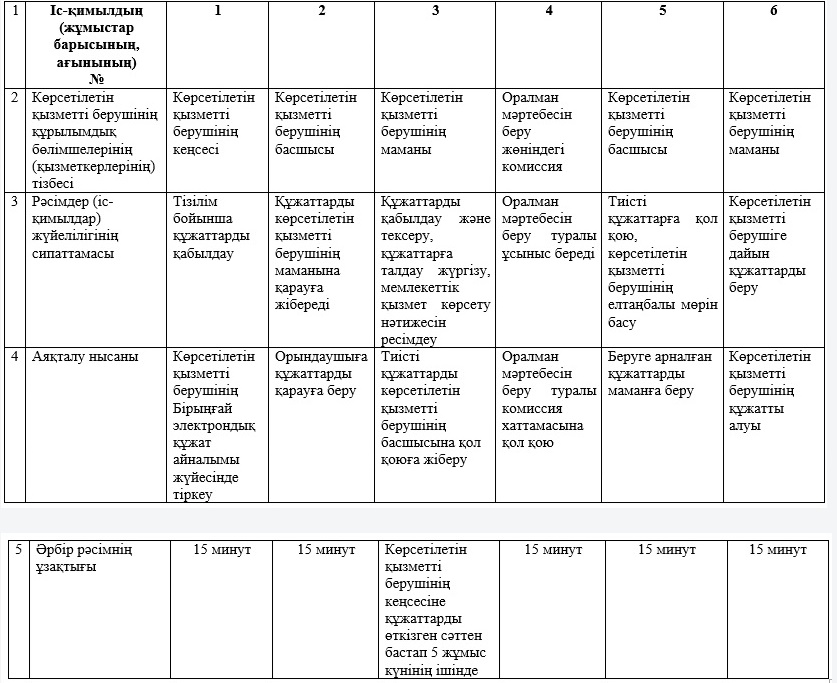 1
Іс-қимылдың
(жұмыстар
барысының,
ағынының)
№
1
2
3
4
5
6
2
Көрсетілетін
қызметті берушінің
құрылымдық
бөлімшелерінің
(қызметкерлерінің)
тізбесі
Көрсетілетін
қызметті
берушінің
кеңсесі
Көрсетілетін
қызметті
берушінің
басшысы
Көрсетілетін
қызметті
берушінің
маманы
Оралман
мәртебесін
беру
жөніндегі
комиссия
Көрсетілетін
қызметті
берушінің
басшысы
Көрсетілетін
қызметті
берушінің
маманы
3
Рәсімдер (іс-
қимылдар)
жүйелілігінің
сипаттамасы
Тізілім
бойынша
құжаттарды
қабылдау
Құжаттарды
көрсетілетін
қызметті
берушінің
маманына
қарауға
жібереді
Құжаттарды
қабылдау және
тексеру,
құжаттарға
талдау жүргізу,
мемлекеттік
қызмет көрсету
нәтижесін
ресімдеу
Оралман
мәртебесін
беру туралы
ұсыныс береді
Тиісті
құжаттарға қол
қою,
көрсетілетін
қызметті
берушінің
елтаңбалы мөрін
басу
Көрсетілетін
қызметті
берушіге
дайын
құжаттарды
беру
4
Аяқталу нысаны
Көрсетілетін
қызметті
берушінің
Бірыңғай
электрондық
құжат
айналымы
жүйесінде
тіркеу
Орындаушыға
құжаттарды
қарауға беру
Тиісті
құжаттарды
көрсетілетін
қызметті
берушінің
басшысына қол
қоюға жіберу
Оралман
мәртебесін
беру туралы
комиссия
хаттамасына
қол қою
Беруге арналған
құжаттарды
маманға беру
Көрсетілетін
қызметті
берушінің
құжатты
алуы
5
Әрбір рәсімнің
ұзақтығы
15 минут
15 минут
Көрсетілетін
қызметті
берушінің
кеңсесіне
құжаттарды
өткізген сәттен
бастап 5 жұмыс
күнінің ішінде
15 минут
15 минут
15 минут